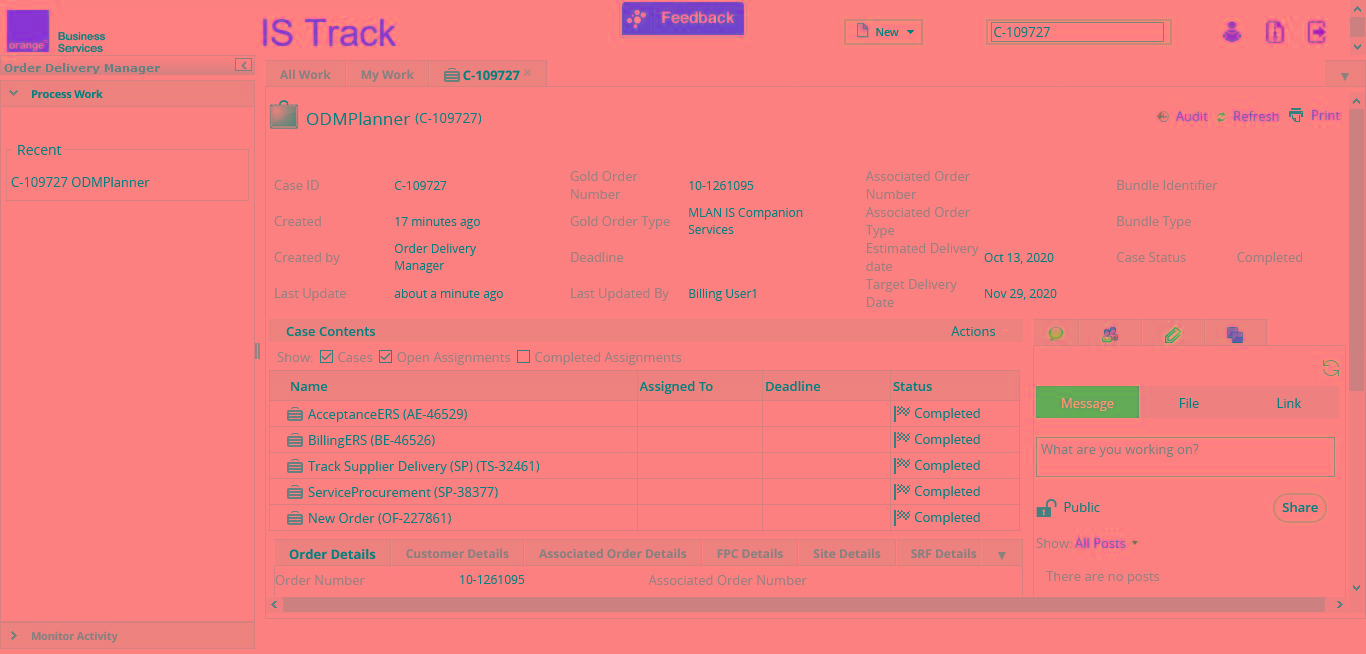 orange™
Business
Services
IS Track
Feedback
New
C-109727
Order Delivery Manager
Process Work
Recent
C-109727 ODMPlanner
Monitor Activity
All Work My Work C-109727 ×
ODMPlanner (C-109727)
Audit Refresh Print
Case ID C-109727 Gold Order Number 10-1261095 Associated Order Number Bundle Identifier
Created 17 minutes ago Gold Order Type MLAN IS Companion Services Associated Order Type Bundle Type
Created by Order Delivery Manager Deadline Estimated Delivery date Oct 13, 2020 Case Status Completed
Last Update about a minute ago Last Updated By Billing User1 Target Delivery Date Nov 29, 2020
Case Contents Actions
Show: Cases Open Assignments Completed Assignments
Name Assigned To Deadline Status
AcceptanceERS (AE-46529) Completed
BillingERS (BE-46526) Completed
Track Supplier Delivery (SP) (TS-32461) Completed
ServiceProcurement (SP-38377) Completed
New Order (OF-227861) Completed
Order Details Customer Details Associated Order Details FPC Details Site Details SRF Details
Order Number 10-1261095 Associated Order Number
Message File Link
What are you working on?
Public Share
Show: All Posts
There are no posts